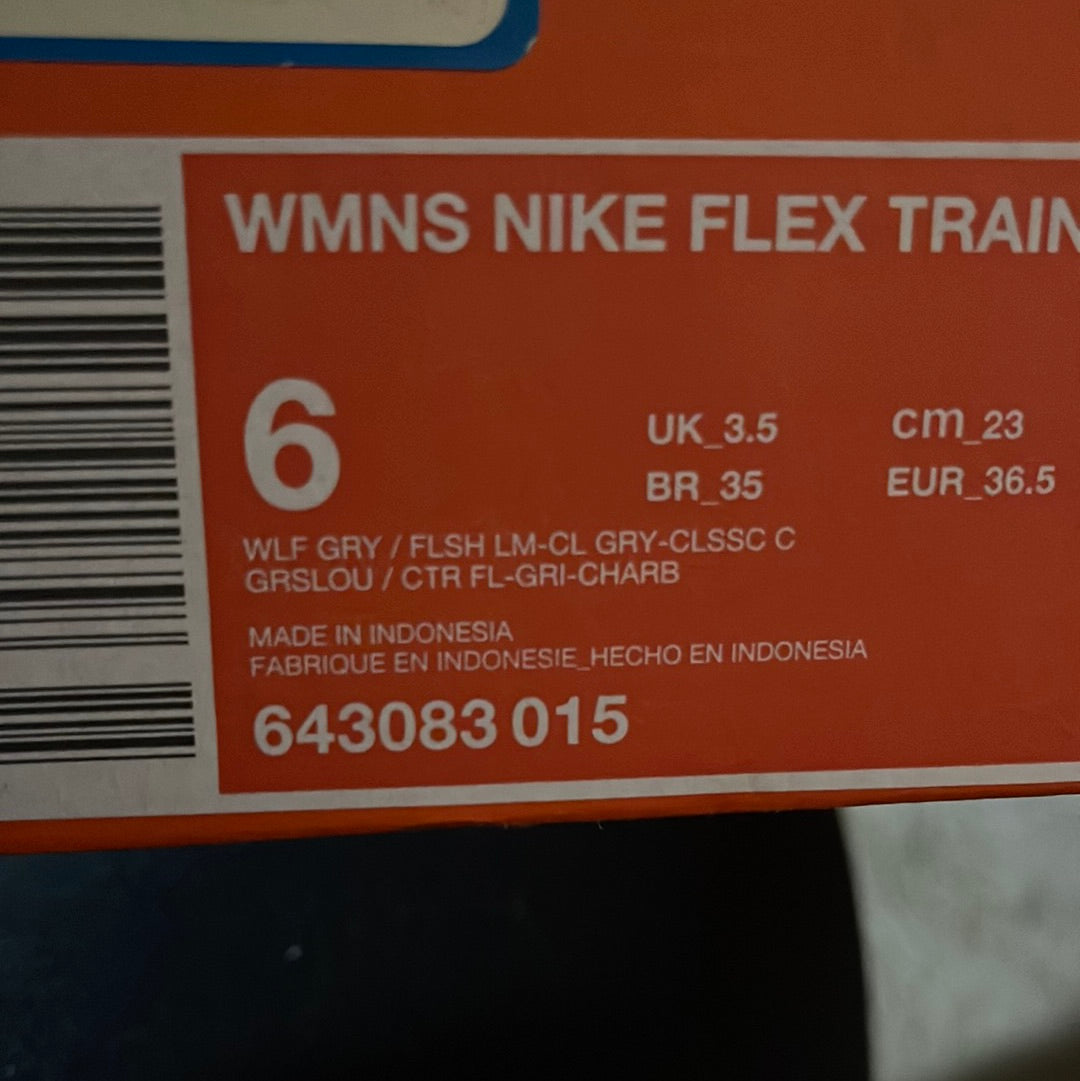 WMNS NIKE FLEX TRAIN
6
UK_3.5
cm_23
BR_35
EUR_36.5
WLF GRY / FLSH LM-CL GRY-CLSSC C
GRSLOU / CTR FL-GRI-CHARB
MADE IN INDONESIA
FABRIQUE EN INDONESIE_HECHO EN INDONESIA
643083 015